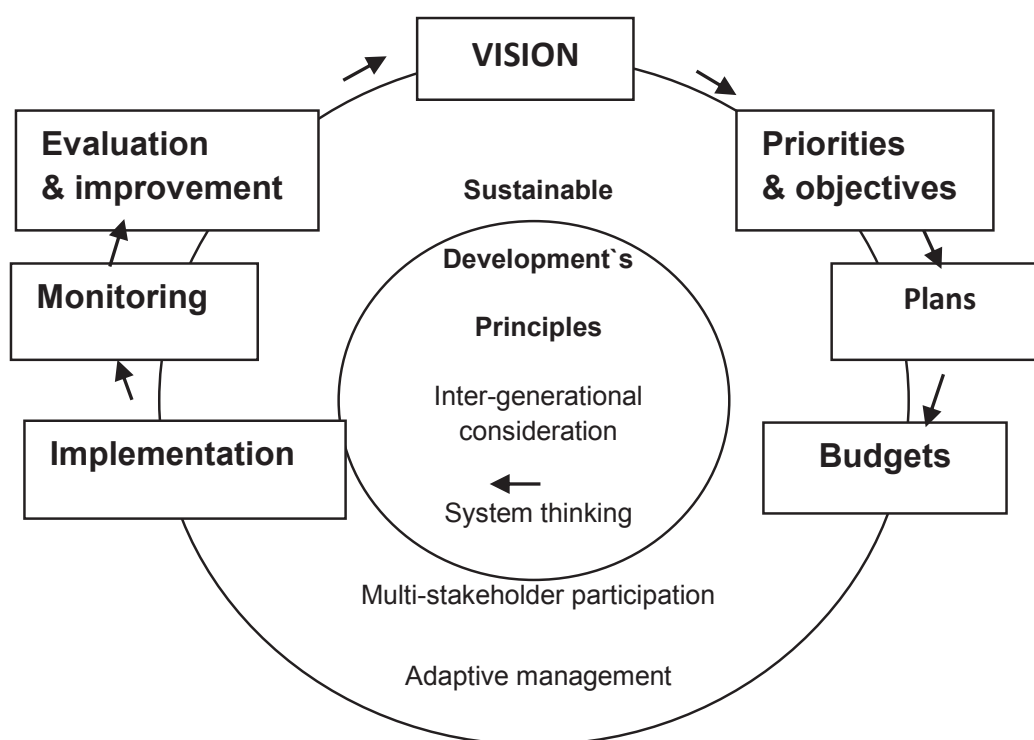 VISION
Evaluation
& improvement
Priorities
& objectives
Sustainable
Development`s
Principles
Monitoring
Plans
Inter-generational
consideration
Implementation
Budgets
System thinking
Multi-stakeholder participation
Adaptive management